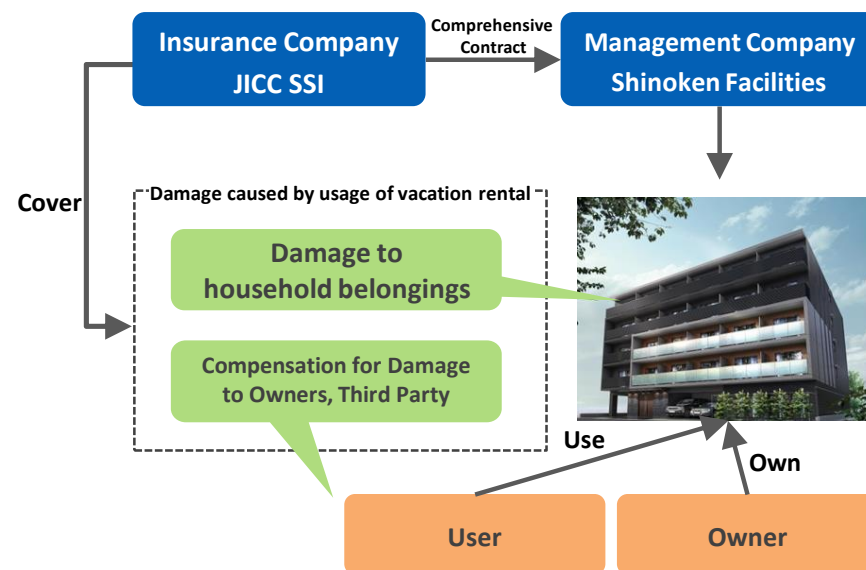 Insurance Company
JICC SSI
Comprehensive
Contract
Management Company
Shinoken Facilities
Cover
Damage caused by usage of vacation rental
Damage to
household belongings
Compensation for Damage
to Owners, Third Party
Use
Own
User
Owner